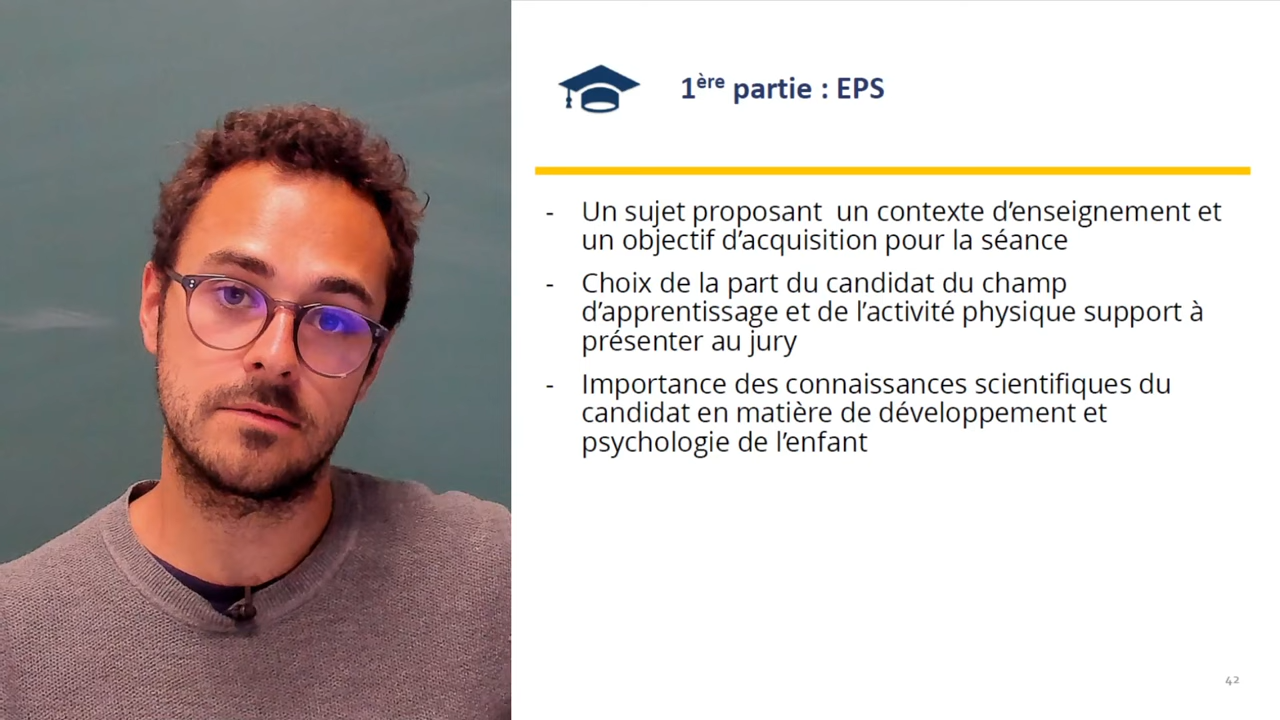 1ère partie : EPS
- Un sujet proposant  un contexte d’enseignement et
un objectif d’acquisition pour la séance
- Choix de la part du candidat du champ
d’apprentissage et de l’activité physique support à
présenter au jury
- Importance des connaissances scientifiques du
candidat en matière de développement et
psychologie de l’enfant
42